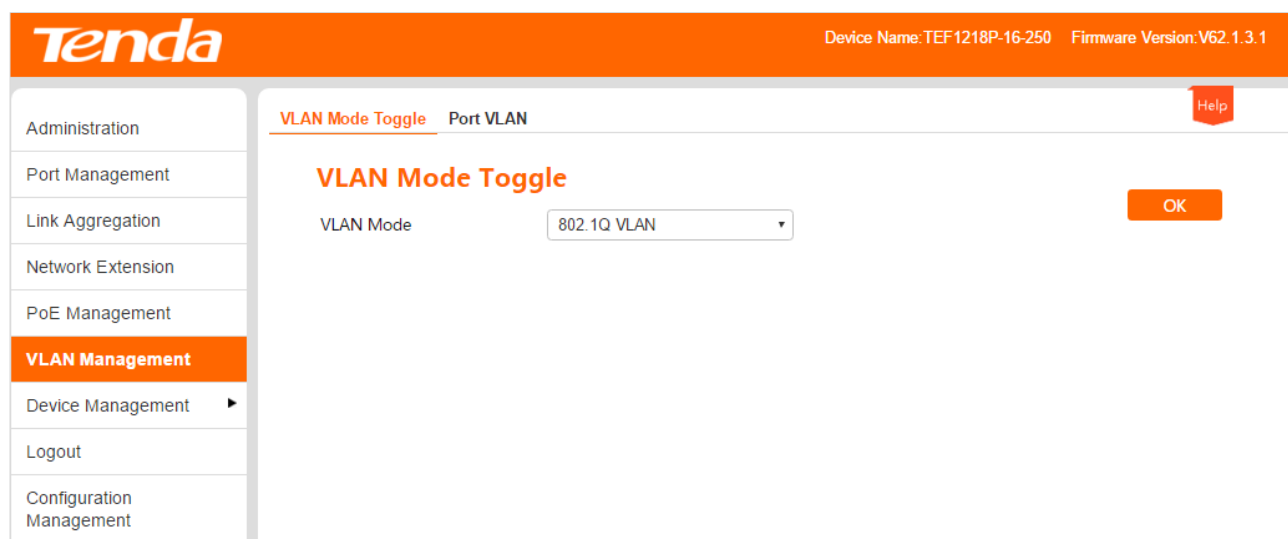 Tenda
Device Name:TEF1218P-16-250 Firmware Version:V62.1.3.1
Help
VLAN Mode Toggle Port VLAN
Administration
Port Management
Link Aggregation
Network Extension
PoE Management
VLAN Management
Device Management
Logout
Configuration
Management
VLAN Mode Toggle
VLAN Mode 802.1Q VLAN
OK